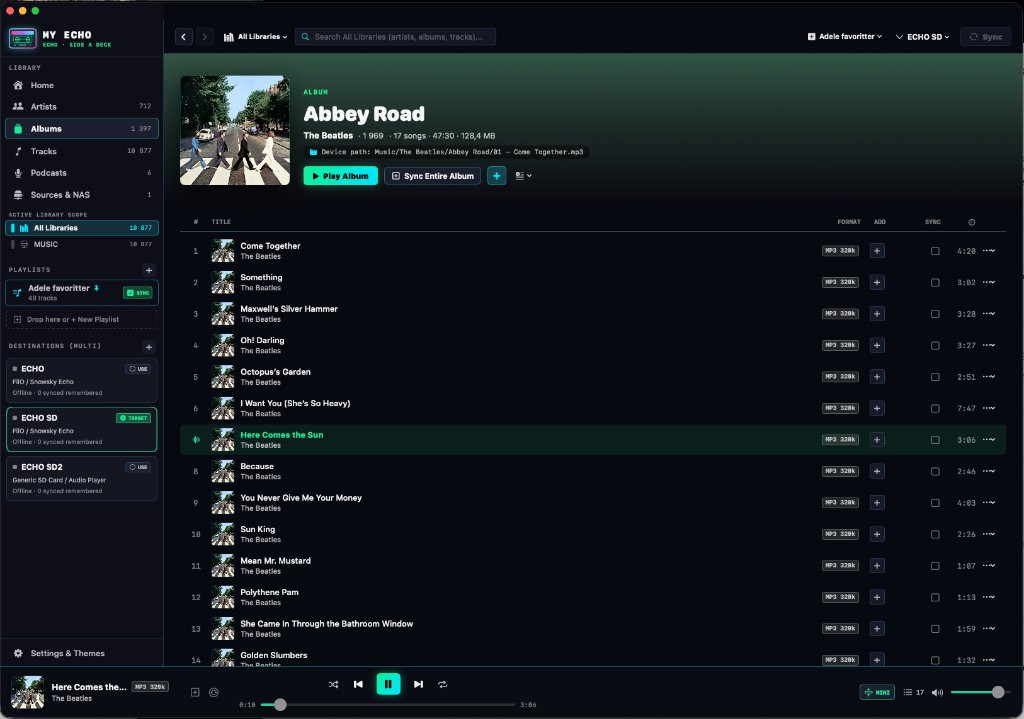 MY ECHO
ECHO · SIDE A DECK
All Libraries
Search All Libraries (artists, albums, tracks)...
Adele favoritter
ECHO SD
Sync
LIBRARY
Home
Artists 712
Albums 1 397
Tracks 10 877
Podcasts 6
Sources & NAS 1
ACTIVE LIBRARY SCOPE
All Libraries 10 877
MUSIC 10 877
PLAYLISTS +
Adele favoritter
49 tracks
SYNC
Drop here or + New Playlist
DESTINATIONS (MULTI) +
ECHO USE
FiiO / Snowsky Echo
Offline · 0 synced remembered
ECHO SD TARGET
FiiO / Snowsky Echo
Offline · 0 synced remembered
ECHO SD2 USE
Generic SD Card / Audio Player
Offline · 0 synced remembered
Settings & Themes
ALBUM
Abbey Road
The Beatles · 1 969 · 17 songs · 47:30 · 128,4 MB
Device path: Music/The Beatles/Abbey Road/01 - Come Together.mp3
Play Album
Sync Entire Album
+
# TITLE FORMAT ADD SYNC
1 Come Together MP3 320k + 4:20
The Beatles
2 Something MP3 320k + 3:02
The Beatles
3 Maxwell's Silver Hammer MP3 320k + 3:28
The Beatles
4 Oh! Darling MP3 320k + 3:27
The Beatles
5 Octopus's Garden MP3 320k + 2:51
The Beatles
6 I Want You (She's So Heavy) MP3 320k + 7:47
The Beatles
Here Comes the Sun MP3 320k + 3:06
The Beatles
8 Because MP3 320k + 2:46
The Beatles
9 You Never Give Me Your Money MP3 320k + 4:03
The Beatles
10 Sun King MP3 320k + 2:26
The Beatles
11 Mean Mr. Mustard MP3 320k + 1:07
The Beatles
12 Polythene Pam MP3 320k + 1:13
The Beatles
13 She Came In Through the Bathroom Window MP3 320k + 1:59
The Beatles
14 Golden Slumbers MP3 320k + 1:32
The Beatles
Here Comes the... MP3 320k
The Beatles
0:10
3:06
MINI
17